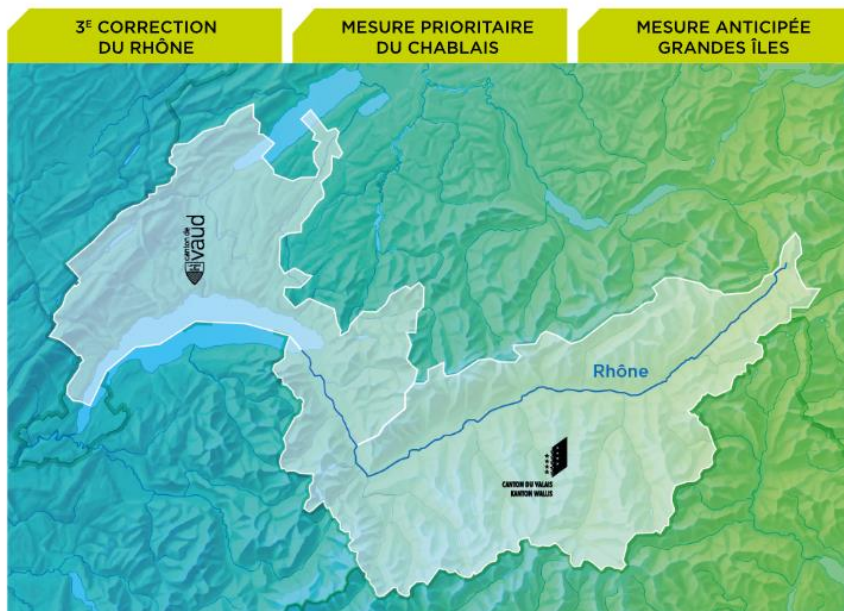 3E CORRECTION
DU RHÔNE
MESURE PRIORITAIRE
DU CHABLAIS
MESURE ANTICIPÉE
GRANDES ÎLES
canton de
vaud
Rhône
CANTON DU VALAIS
KANTON WALLIS